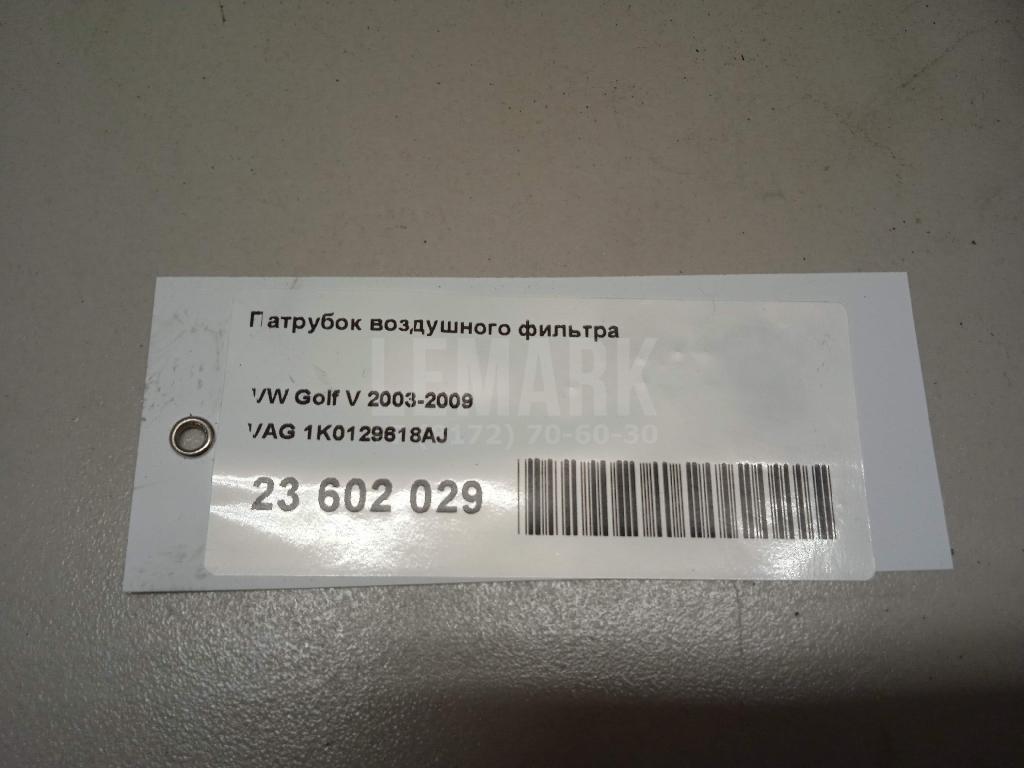 Патрубок воздушного фильтра
LEMARK
VW Golf V 2003-2009
VAG 1K0129618AJ
172) 70-60-30
23 602 029